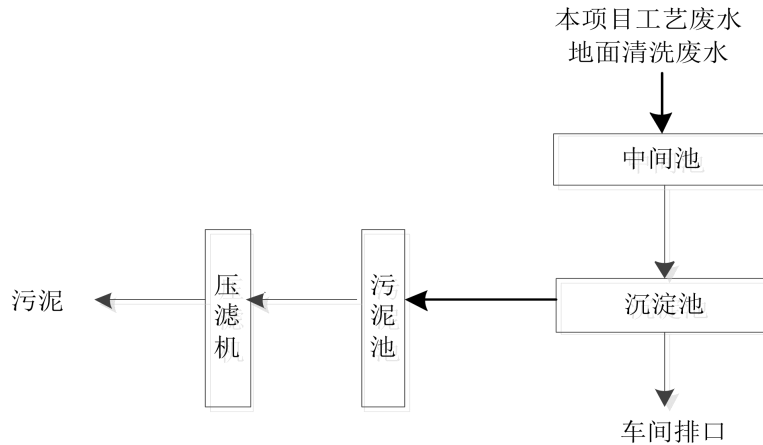 本项目工艺废水
地面清洗废水
中间池
沉淀池
污泥池
压滤机
污泥
车间排口